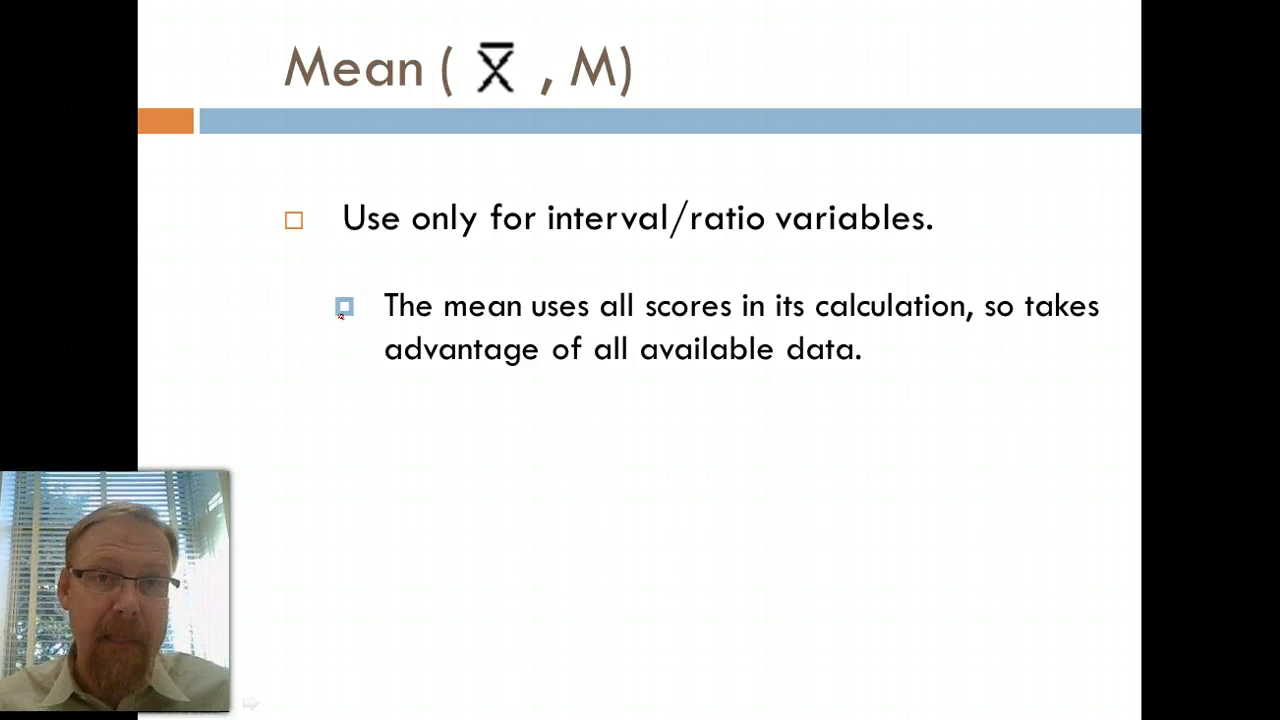 Mean ( X̄ , M)
Use only for interval/ratio variables.
The mean uses all scores in its calculation, so takes
advantage of all available data.